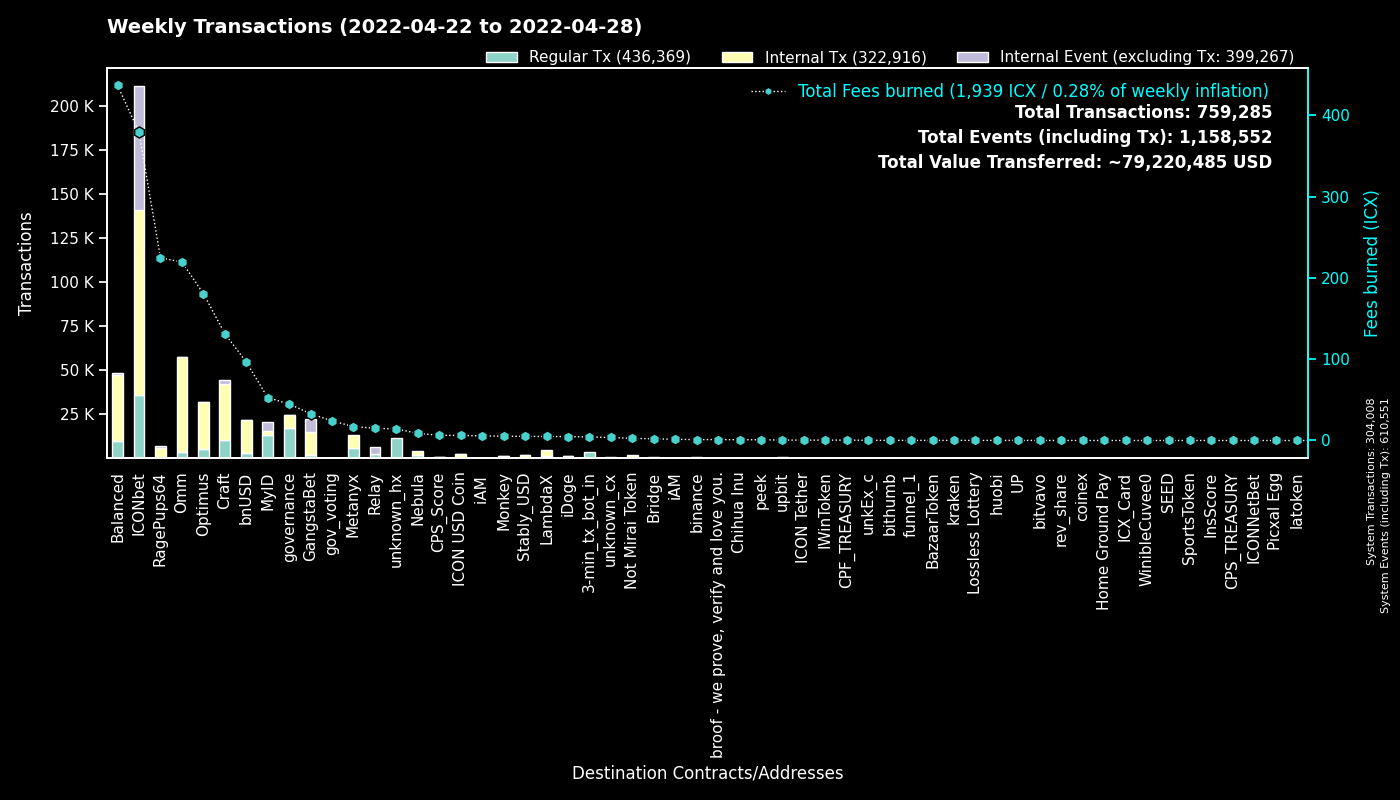 Weekly Transactions (2022-04-22 to 2022-04-28)
Regular Tx (436,369)
Internal Tx (322,916)
Internal Event (excluding Tx: 399,267)
Total Fees burned (1,939 ICX / 0.28% of weekly inflation)
Total Transactions: 759,285
Total Events (including Tx): 1,158,552
Total Value Transferred: ~79,220,485 USD
Transactions
200 K
175 K
150 K
125 K
100 K
75 K
50 K
25 K
400
300
200
100
0
Fees burned (ICX)
Balanced
ICONbet
RagePups64
Omm
Optimus
Craft
bnUSD
MyID
governance
GangstaBet
gov_voting
Metanyx
Relay
unknown_hx
Nebula
CPS_Score
ICON USD Coin
iAM
Monkey
Stably_USD
LambdaX
iDoge
3-min_tx_bot_in
unknown_cx
Not Mirai Token
Bridge
iAM
binance
broof - we prove, verify and love you.
Chihua Inu
peek
upbit
ICON Tether
IWinToken
CPF_TREASURY
unkEx_c
bithumb
funnel_1
BazaarToken
kraken
Lossless Lottery
huobi
UP
bitvavo
rev_share
coinex
Home Ground Pay
ICX_Card
WinibleCuvee0
SEED
SportsToken
InsScore
CPS_TREASURY
ICONNetBet
Picxal Egg
latoken
Destination Contracts/Addresses
System Transactions: 304,008
System Events (including Tx): 610,551